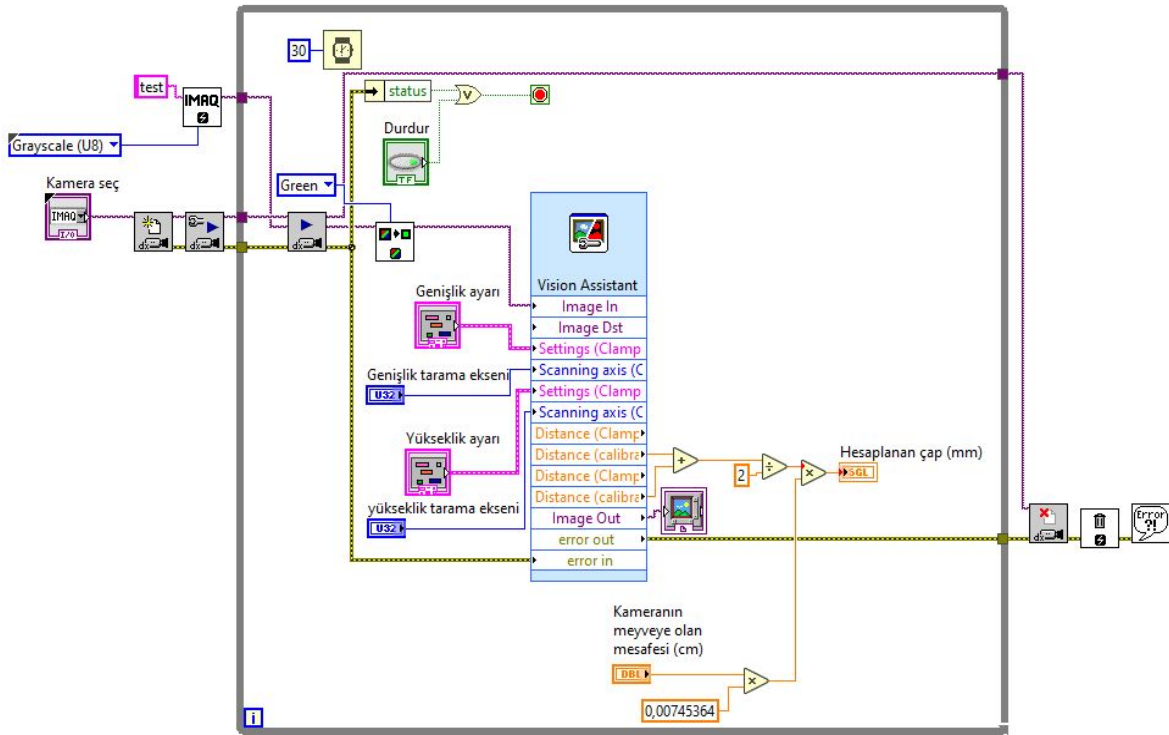 30
test
IMAQ
status
Durdur
TF
Grayscale (U8)
Kamera seç
IMAQ
I/O
Green
Vision Assistant
Genişlik ayarı
Image In
Image Dst
Settings (Clamp
Genişlik tarama ekseni
Scanning axis (C
U32
Settings (Clamp
Scanning axis (C
Yükseklik ayarı
Distance (Clamp
Distance (calibra
Distance (Clamp
Distance (calibra
2
Hesaplanan çap (mm)
SGL
yükseklik tarama ekseni
U32
Image Out
error out
error in
Error
?!
Kameranın
meyveye olan
mesafesi (cm)
DBL
0,00745364
i